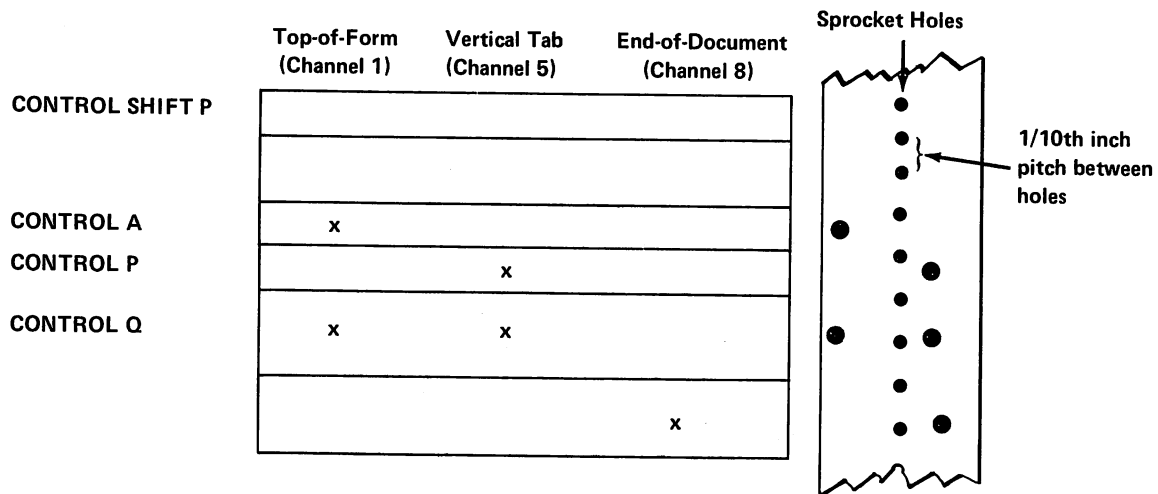 Sprocket Holes
Top-of-Form Vertical Tab End-of-Document
(Channel 1) (Channel 5) (Channel 8)
CONTROL SHIFT P
1/10th inch
pitch between
holes
CONTROL A x
CONTROL P x
CONTROL Q x x
x